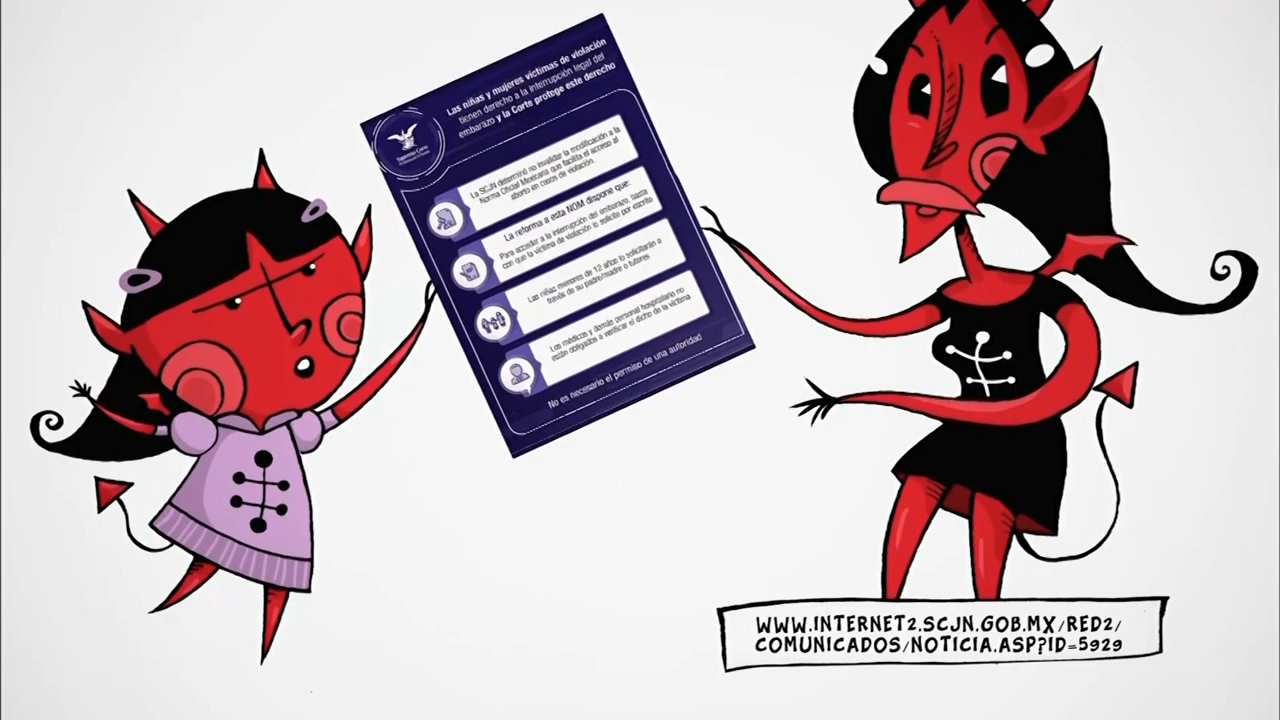 Las niñas y mujeres víctimas de violación
tienen derecho a la interrupción legal del
embarazo y la Corte protege este derecho
Suprema Corte
La SCJN determinó no invalidar la modificación a la
Norma Oficial Mexicana que facilita el acceso al
aborto en casos de violación.
La reforma a esta NOM dispone que:
Para acceder a la interrupción del embarazo, basta
con que la víctima de violación lo solicite por escrito
Las niñas menores de 12 años lo solicitarán a
través de su padre/madre o tutores
Los médicos y demás personal hospitalario no
están obligados a verificar el dicho de la víctima
No es necesario el permiso de una autoridad
WWW.INTERNET2.SCJN.GOB.MX/RED2/
COMUNICADOS/NOTICIA.ASP?ID=5929